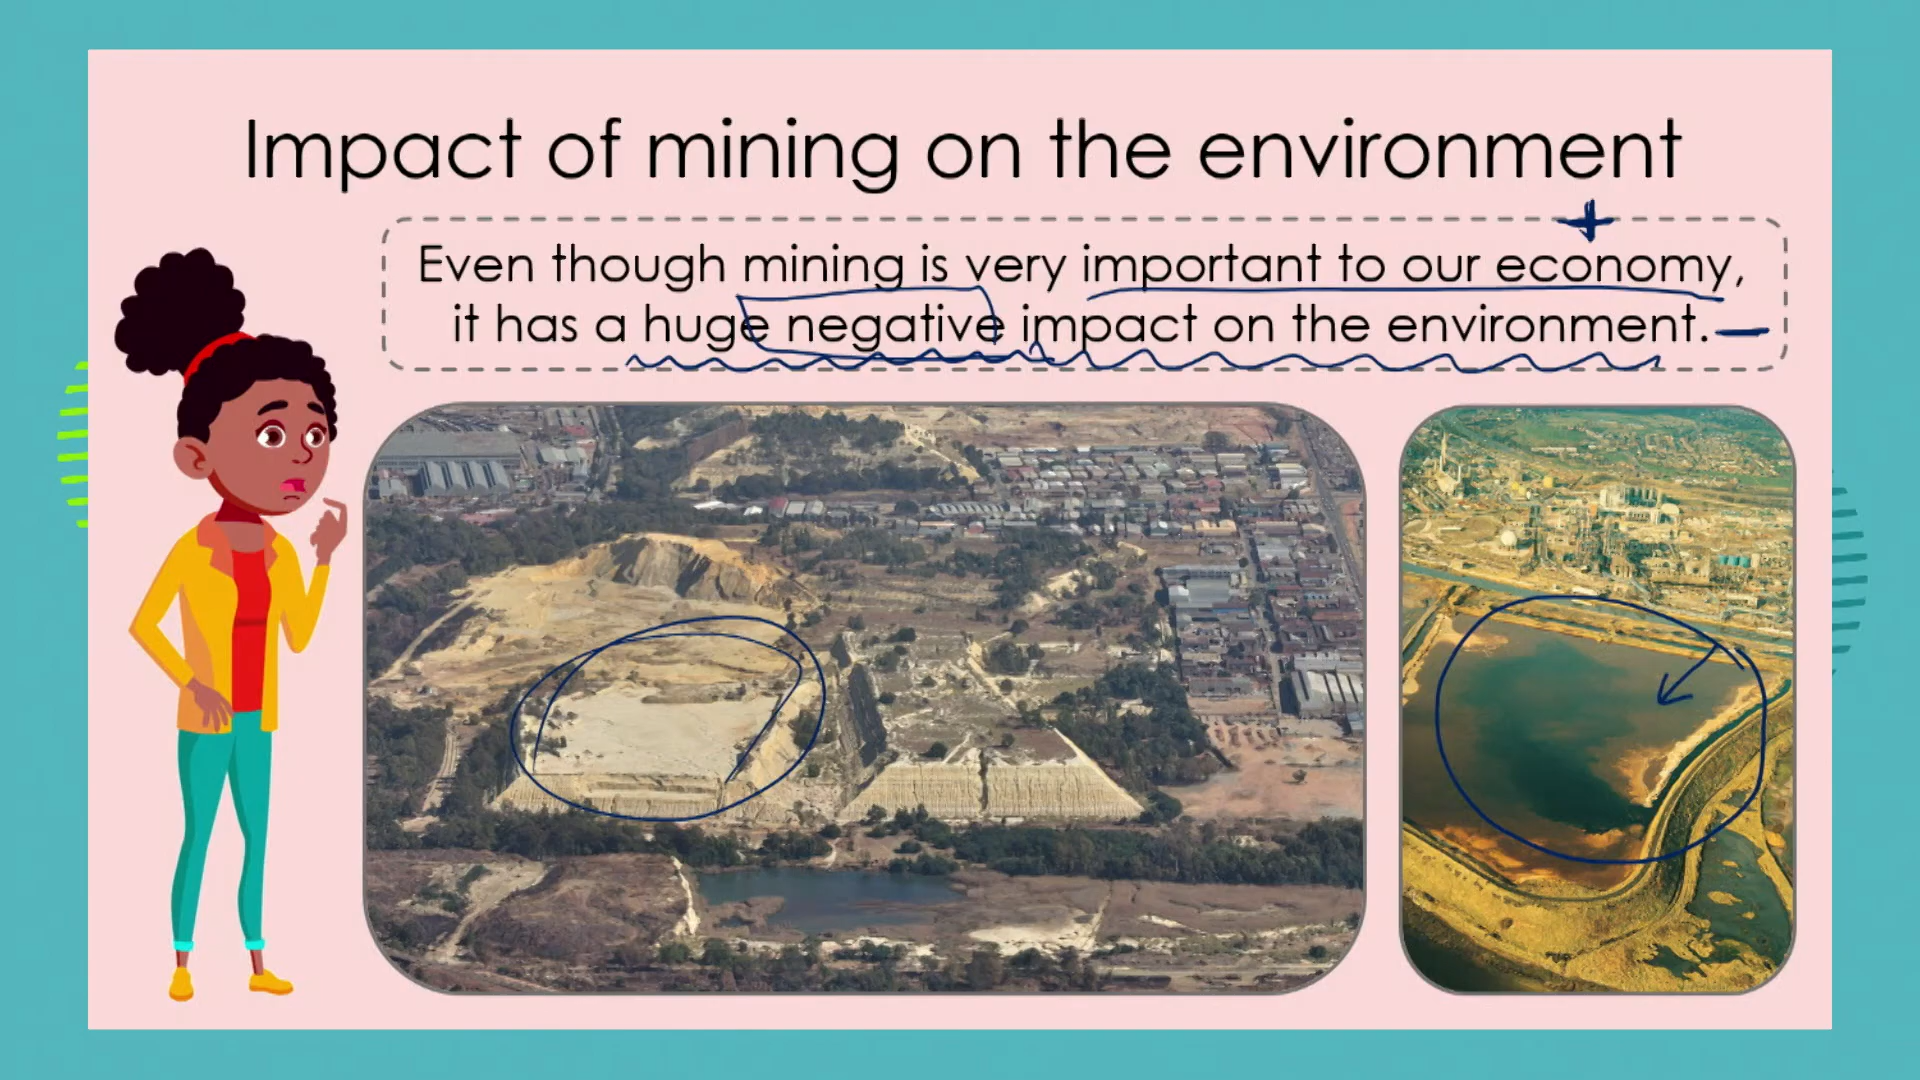 Impact of mining on the environment
+
Even though mining is very important to our economy,
it has a huge negative impact on the environment. –